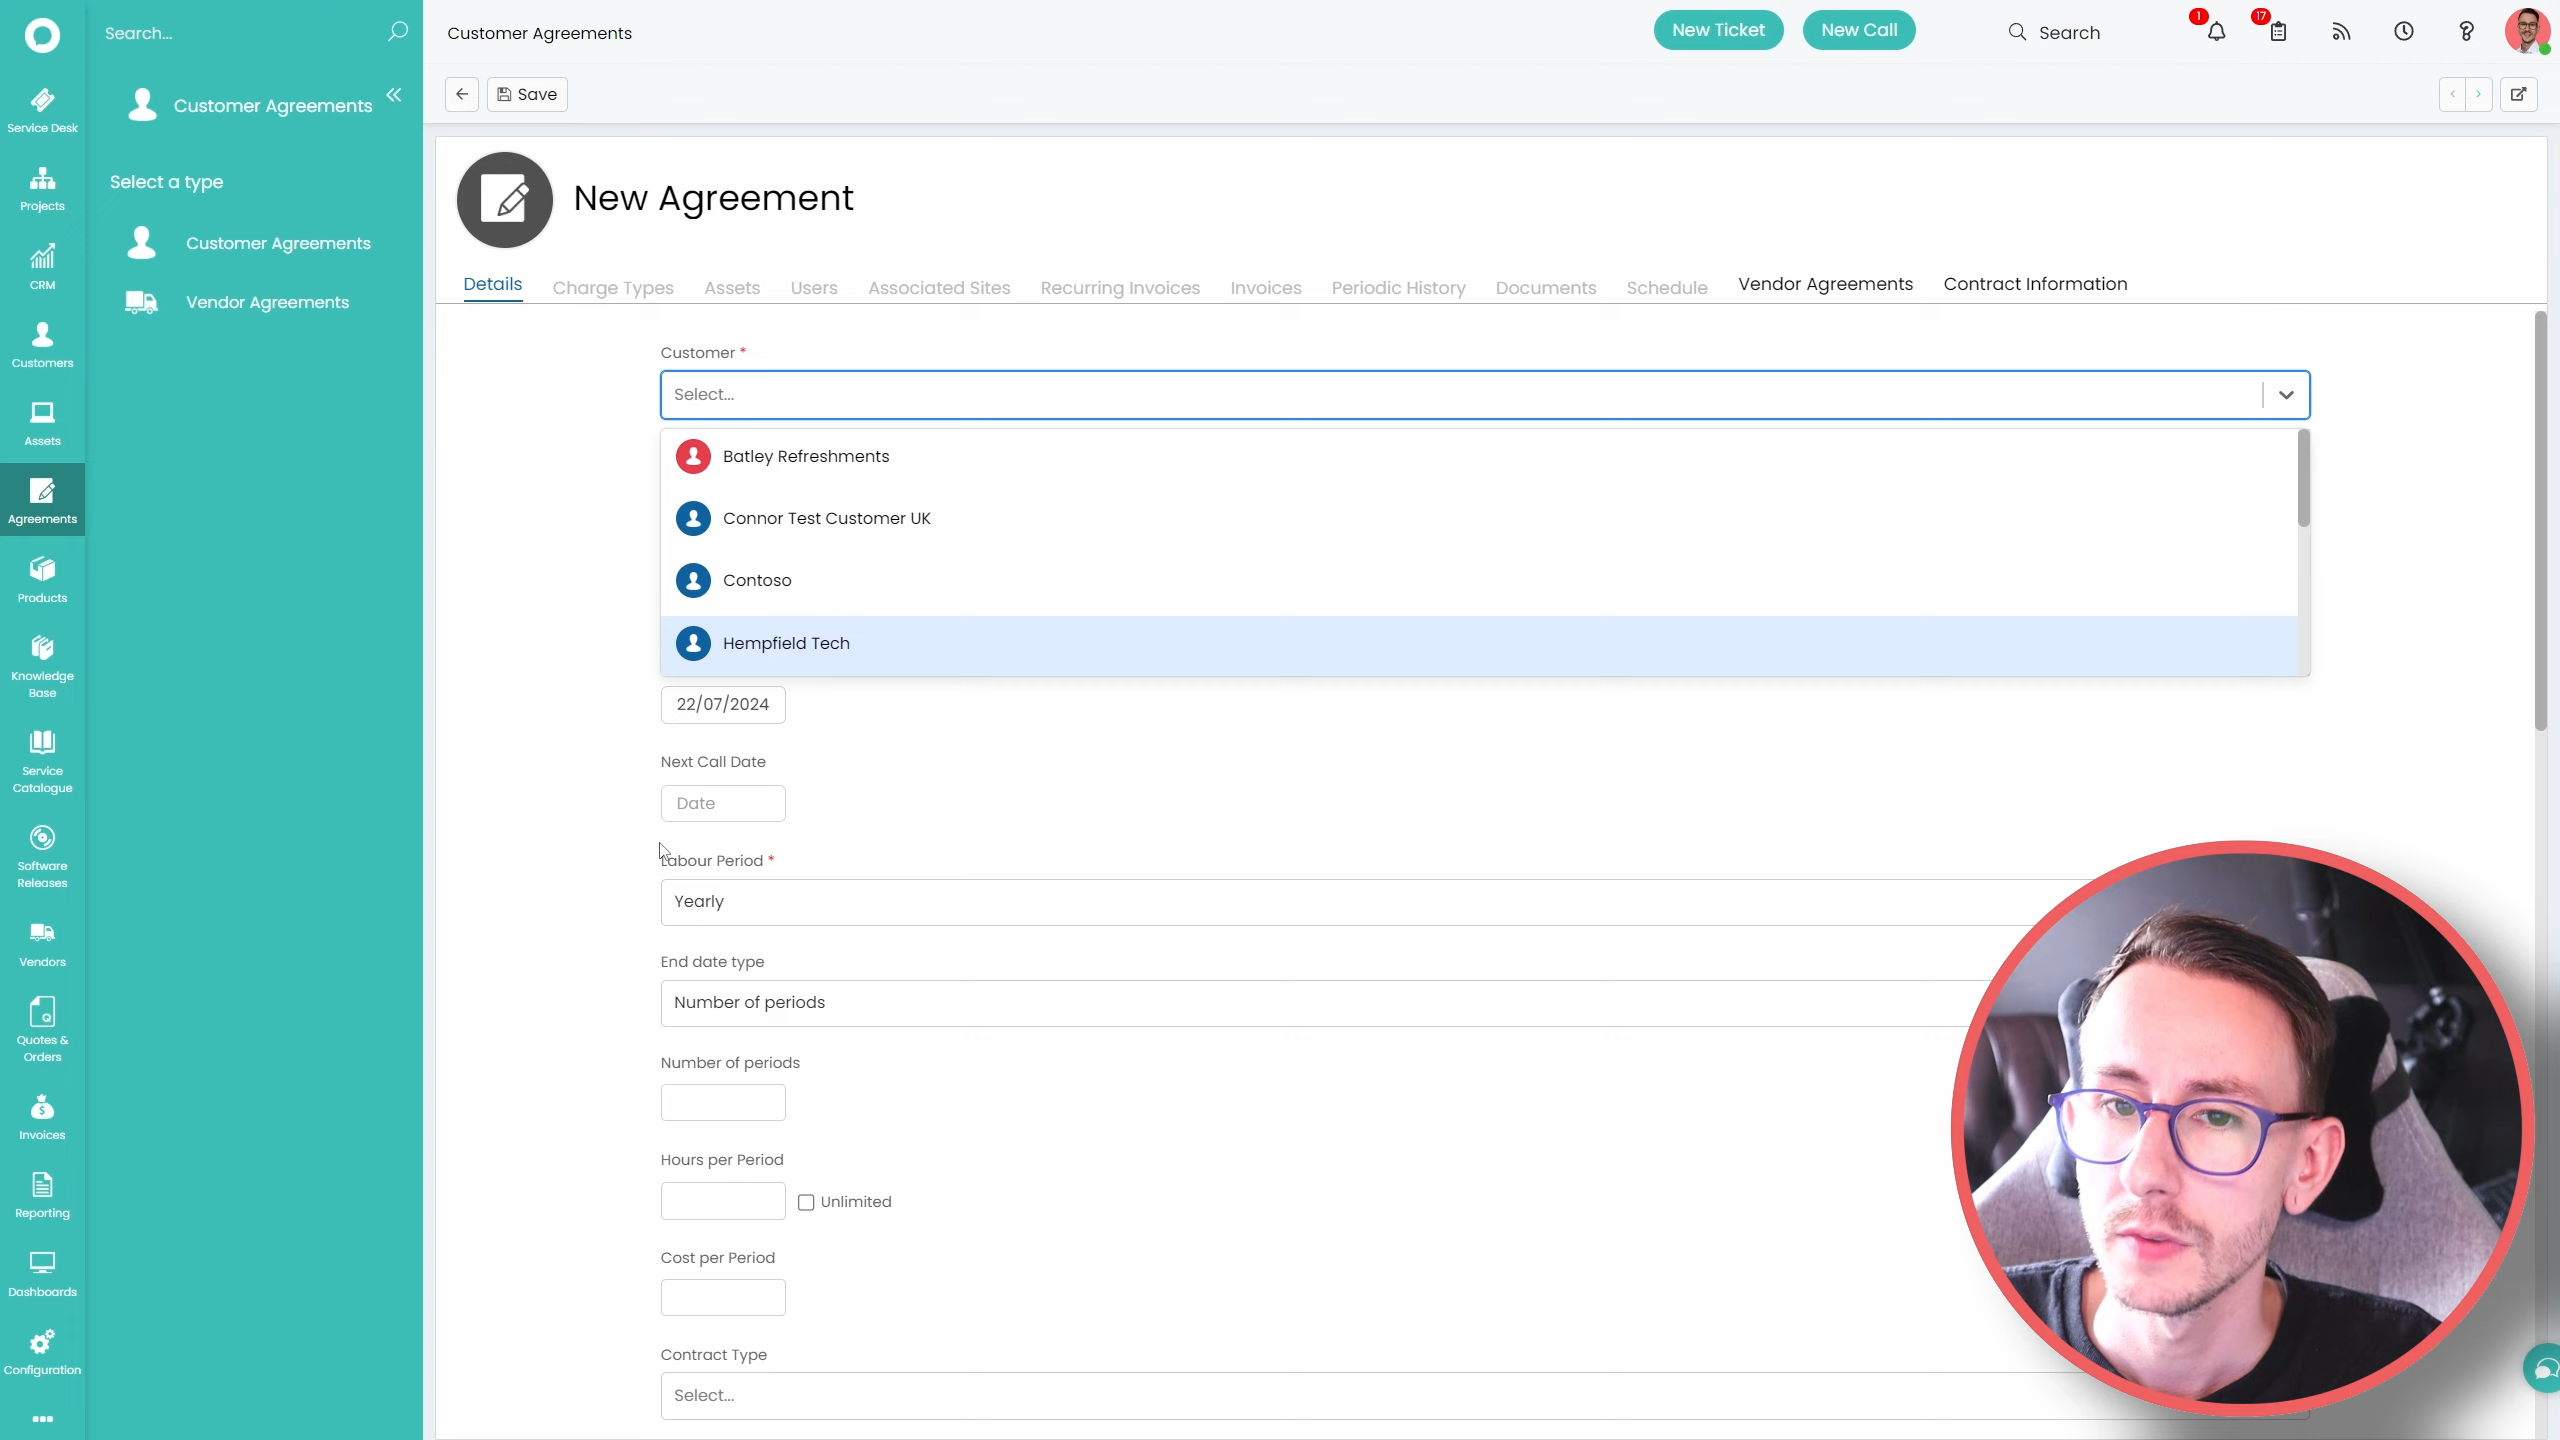 Search...
Customer Agreements
New Ticket
New Call
Search
1
17
Customer Agreements
Save
Select a type
Customer Agreements
Vendor Agreements
Service Desk
Projects
CRM
Customers
Assets
Agreements
Products
Knowledge
Base
Service
Catalogue
Software
Releases
Vendors
Quotes &
Orders
Invoices
Reporting
Dashboards
Configuration
New Agreement
Details
Charge Types
Assets
Users
Associated Sites
Recurring Invoices
Invoices
Periodic History
Documents
Schedule
Vendor Agreements
Contract Information
Customer *
Select...
Batley Refreshments
Connor Test Customer UK
Contoso
Hempfield Tech
22/07/2024
Next Call Date
Date
Labour Period *
Yearly
End date type
Number of periods
Number of periods
Hours per Period
Unlimited
Cost per Period
Contract Type
Select...